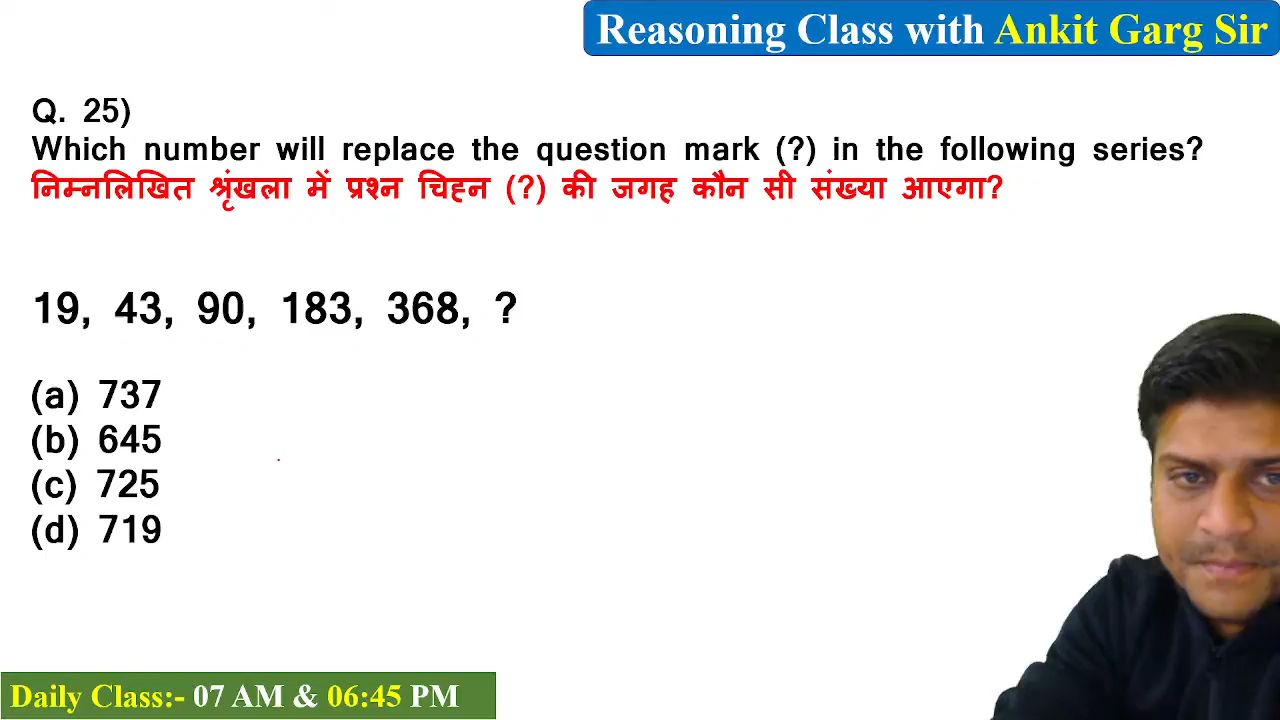 Reasoning Class with Ankit Garg Sir
Q. 25)
Which number will replace the question mark (?) in the following series?
निम्नलिखित श्रृंखला में प्रश्न चिह्न (?) की जगह कौन सी संख्या आएगा?
19, 43, 90, 183, 368, ?
(a) 737
(b) 645
(c) 725
(d) 719
Daily Class:- 07 AM & 06:45 PM